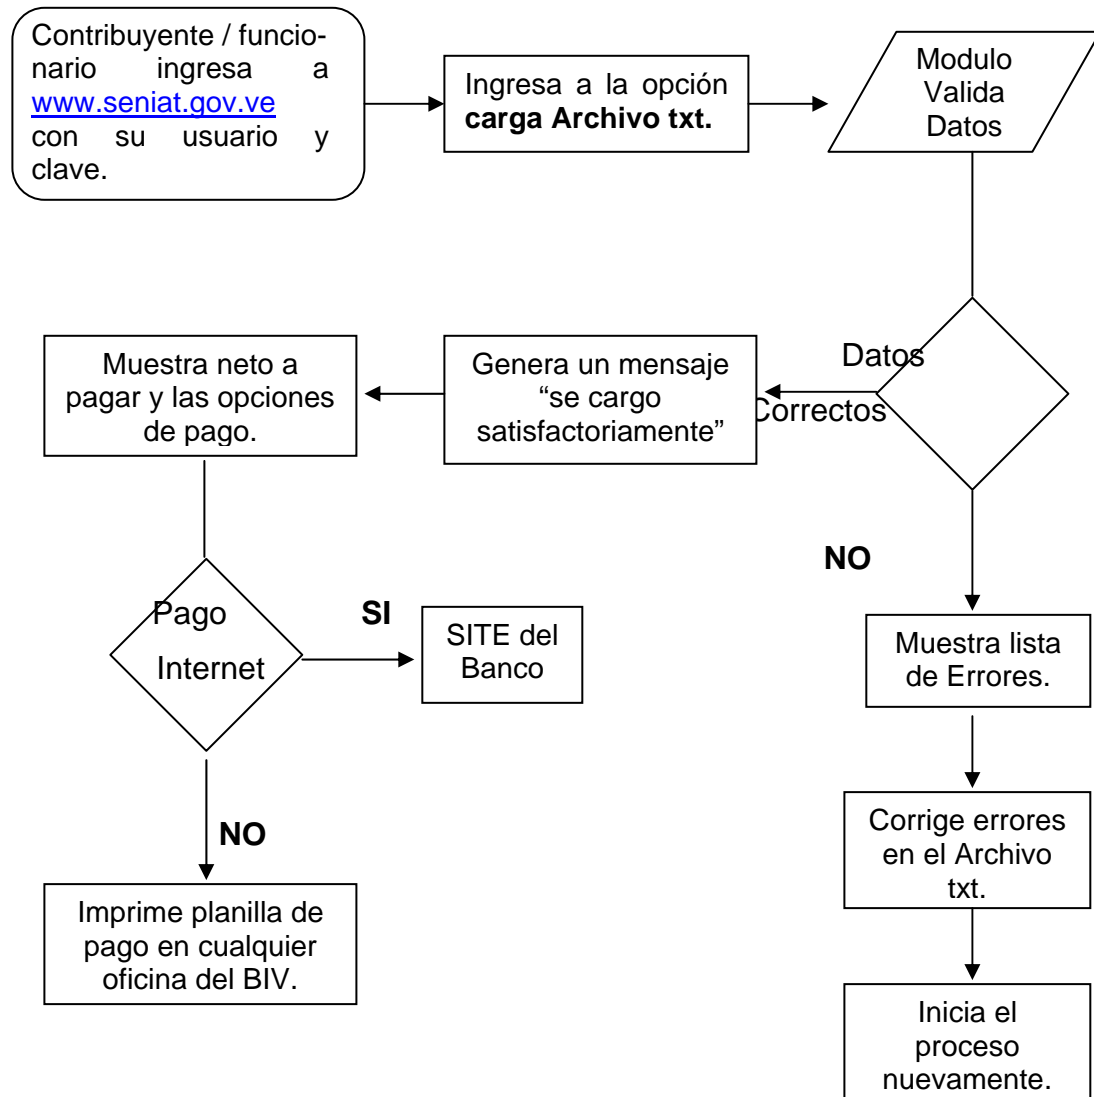 Contribuyente / funcio-
nario ingresa a
www.seniat.gov.ve
con su usuario y
clave.
Ingresa a la opción
carga Archivo txt.
Modulo
Valida
Datos
Datos
Correctos
Genera un mensaje
“se cargo
satisfactoriamente”
Muestra neto a
pagar y las opciones
de pago.
Pago
Internet
SI
SITE del
Banco
NO
Imprime planilla de
pago en cualquier
oficina del BIV.
NO
Muestra lista
de Errores.
Corrige errores
en el Archivo
txt.
Inicia el
proceso
nuevamente.